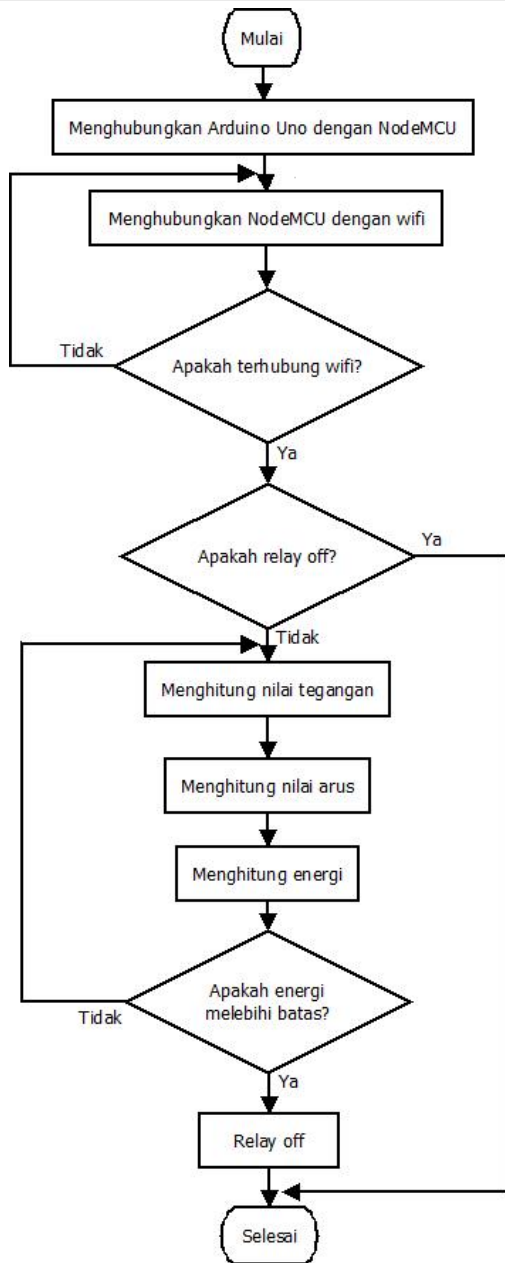 Mulai
Menghubungkan Arduino Uno dengan NodeMCU
Menghubungkan NodeMCU dengan wifi
Tidak
Apakah terhubung wifi?
Ya
Apakah relay off?
Ya
Tidak
Menghitung nilai tegangan
Menghitung nilai arus
Menghitung energi
Apakah energi
melebihi batas?
Tidak
Ya
Relay off
Selesai